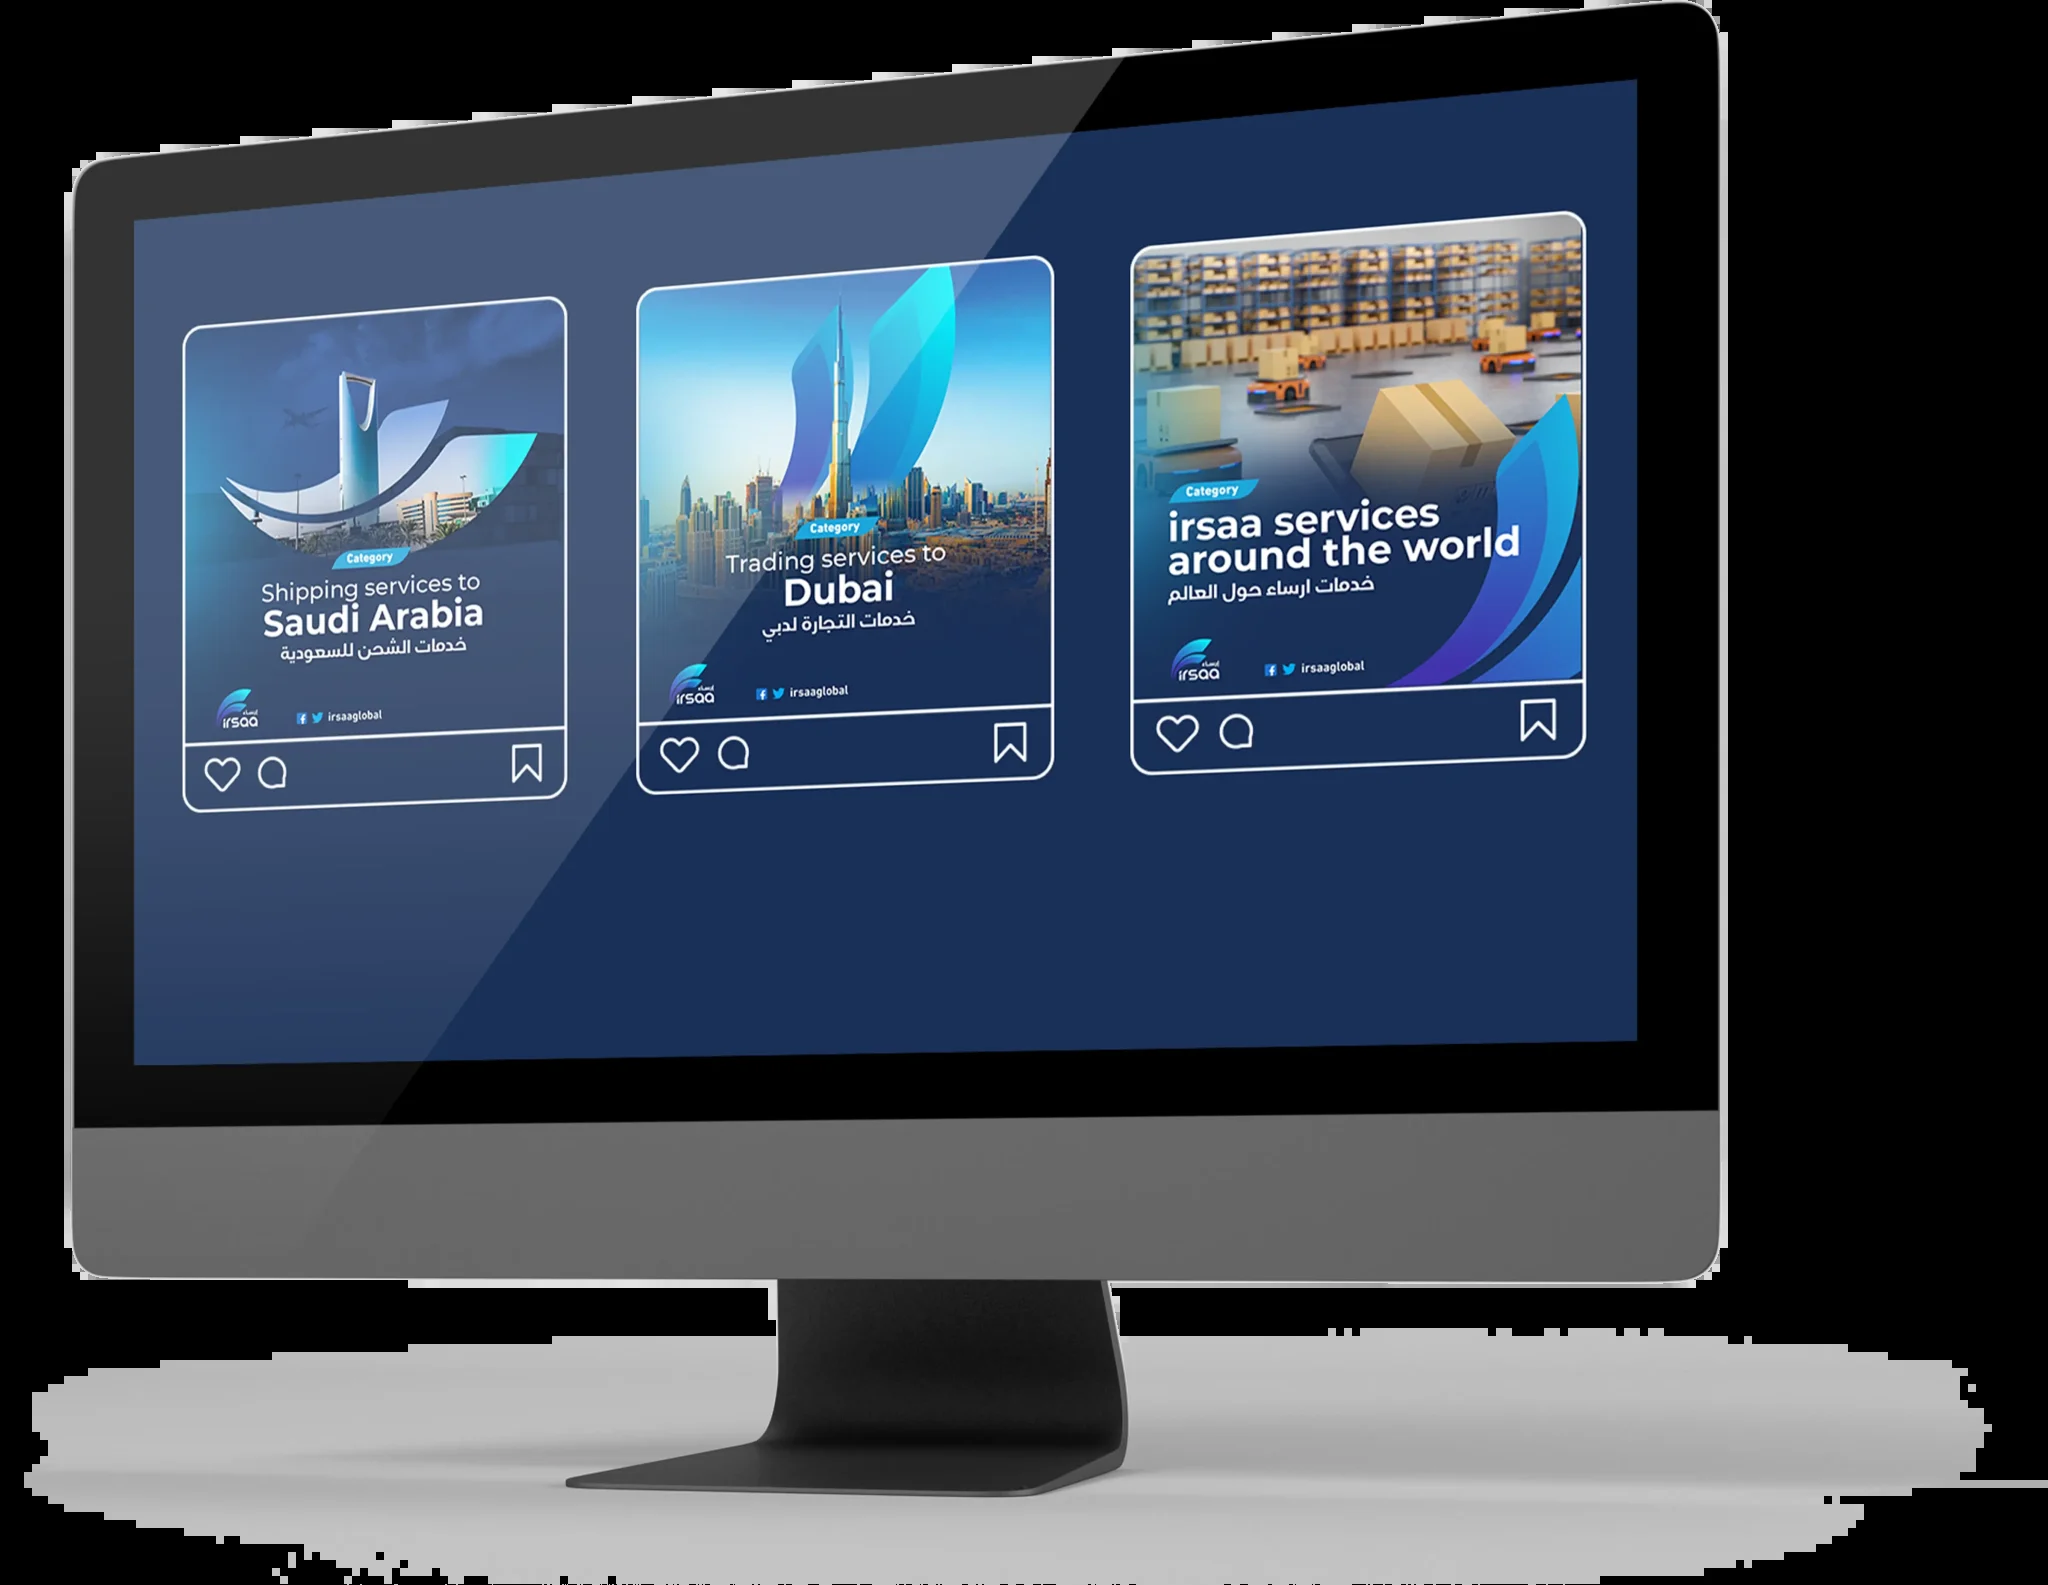 Category
Shipping services to
Saudi Arabia
خدمات الشحن للسعودية
إرساء
irsaa
irsaaglobal
Category
Trading services to
Dubai
خدمات التجارة لدبي
إرساء
irsaa
irsaaglobal
Category
irsaa services
around the world
خدمات ارساء حول العالم
إرساء
irsaa
irsaaglobal